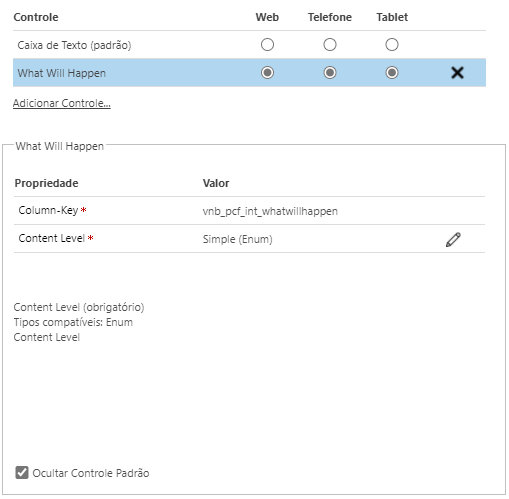 Controle Web Telefone Tablet
Caixa de Texto (padrão)
What Will Happen
Adicionar Controle...
What Will Happen
Propriedade Valor
Column-Key * vnb_pcf_int_whatwillhappen
Content Level * Simple (Enum)
Content Level (obrigatório)
Tipos compatíveis: Enum
Content Level
Ocultar Controle Padrão